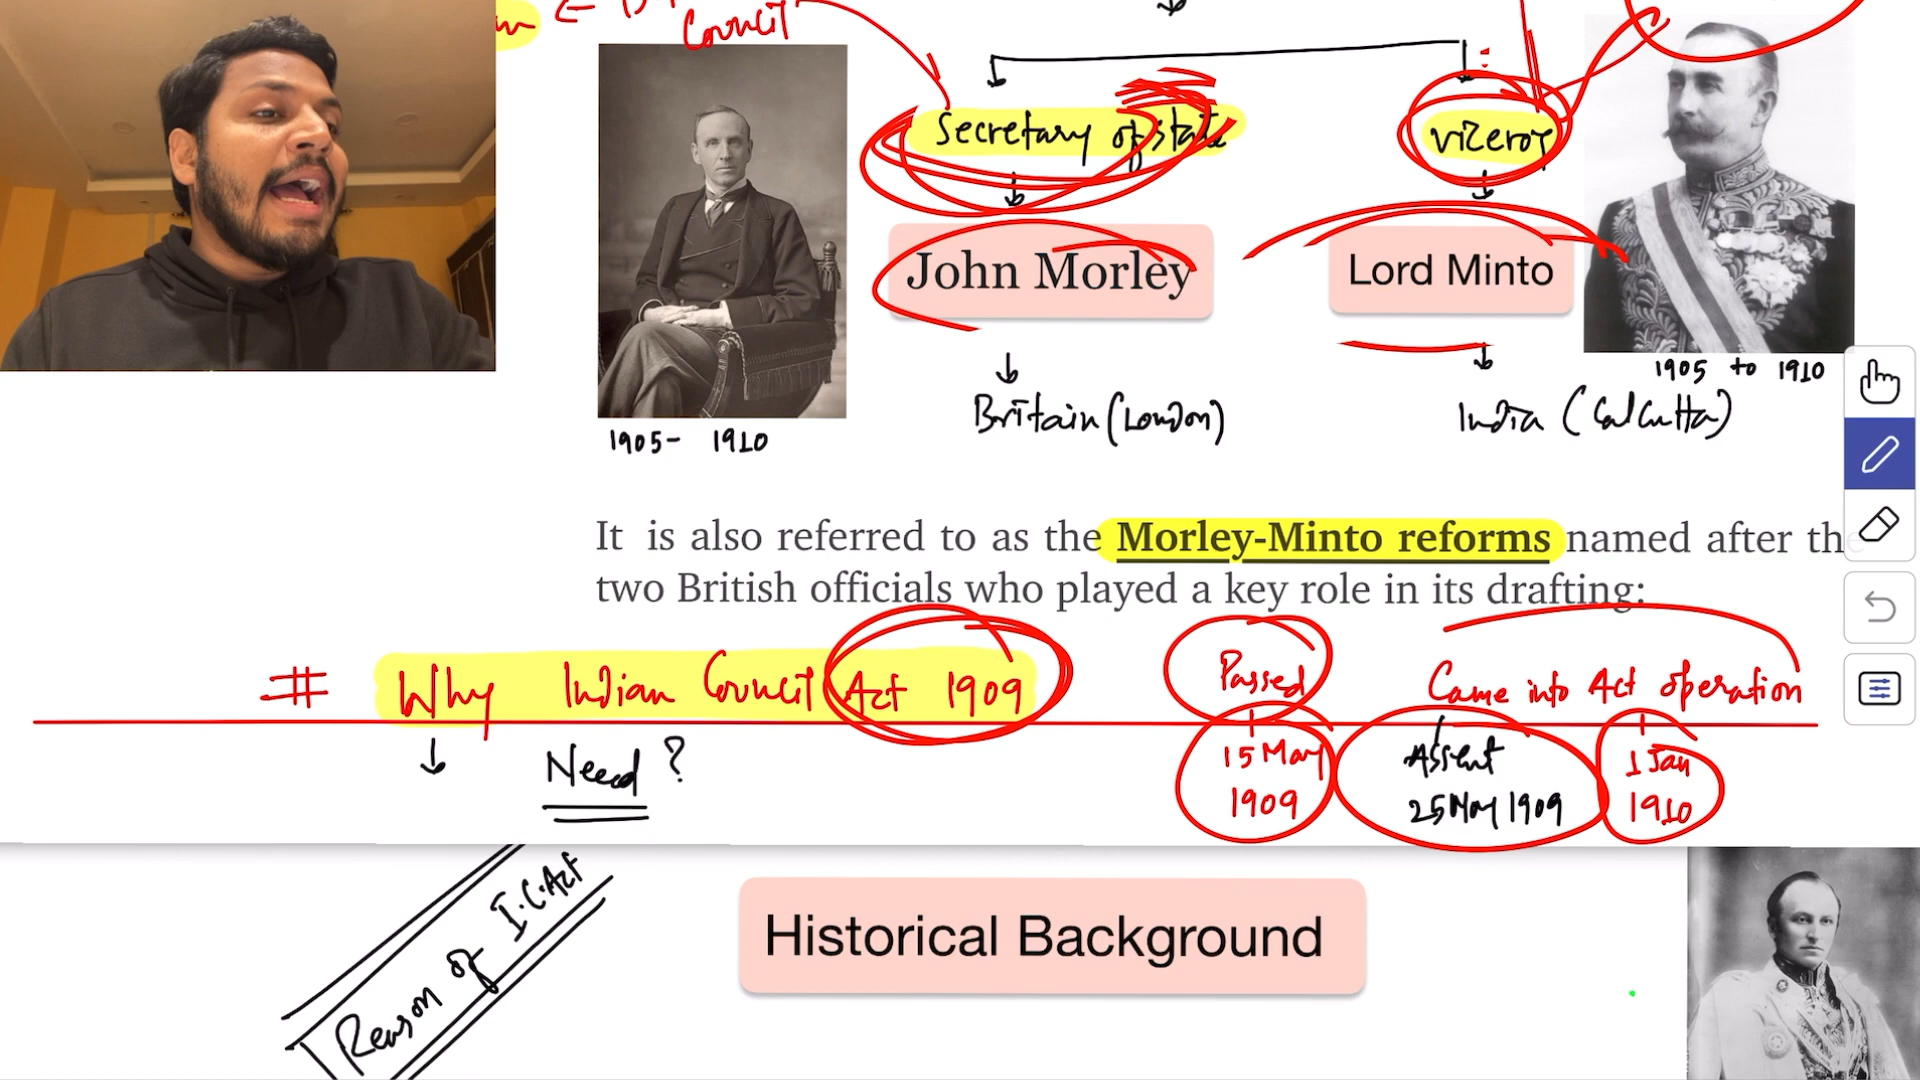 Council
Secretary of state
viceroy
John Morley
Lord Minto
1905 to 1910
Britain (London)
India (Calcutta)
1905- 1910
It is also referred to as the Morley-Minto reforms named after the
two British officials who played a key role in its drafting:
# Why Indian Council Act 1909
Passed
Came into Act operation
Need ?
15 May
1909
Assent
25 May 1909
1 Jan
1910
Reason of I.C.Act
Historical Background